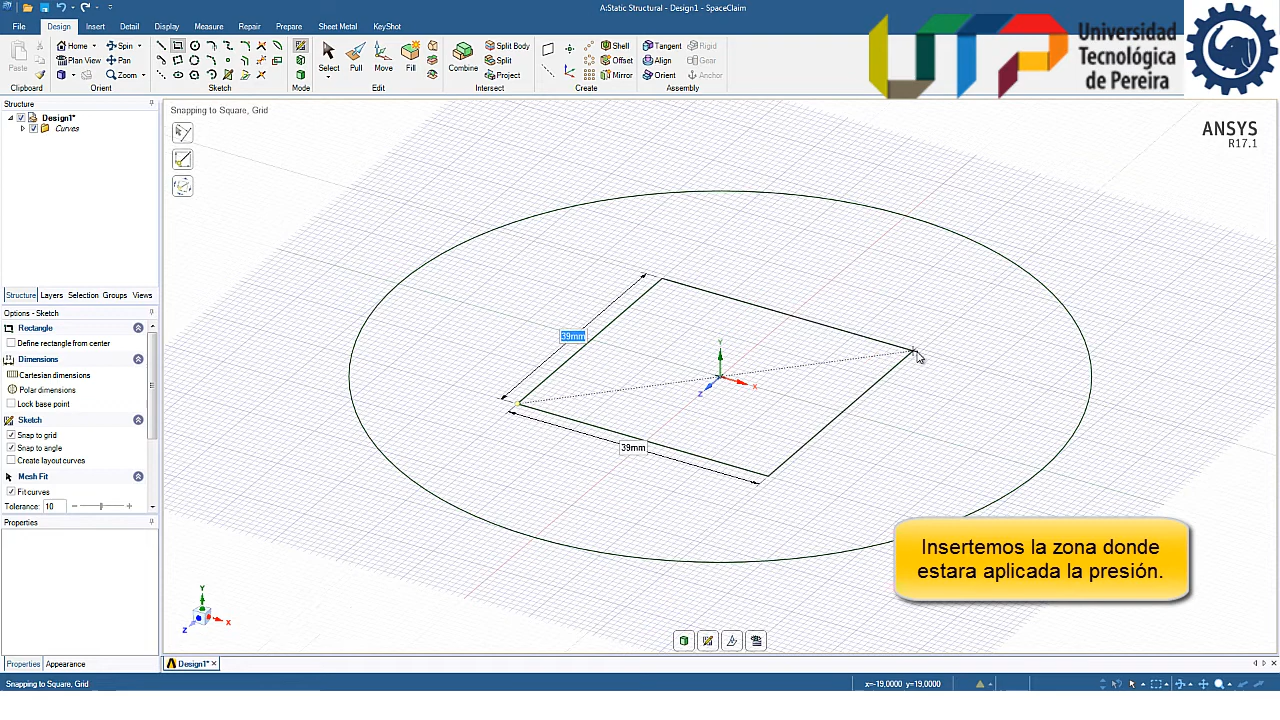 A:Static Structural - Design1 - SpaceClaim
File Design Insert Detail Display Measure Repair Prepare Sheet Metal KeyShot
Paste
Home Spin
Plan View Pan
Zoom
Select Pull Move Fill
Combine
Split Body
Split
Project
Shell
Offset
Mirror
Tangent Rigid
Align Gear
Orient Anchor
Clipboard Orient Sketch Mode Edit Intersect Create Assembly
Universidad
Tecnológica
de Pereira
Structure
Design1*
Curves
Structure Layers Selection Groups Views
Options - Sketch
Rectangle
Define rectangle from center
Dimensions
Cartesian dimensions
Polar dimensions
Lock base point
Sketch
Snap to grid
Snap to angle
Create layout curves
Mesh Fit
Fit curves
Tolerance: 10
Properties
Properties Appearance
Snapping to Square, Grid
ANSYS
R17.1
39mm
39mm
Y
X
Z
Insertemos la zona donde
estara aplicada la presión.
Y
X
Z
Design1*
Snapping to Square, Grid
x=-19,0000 y=19,0000